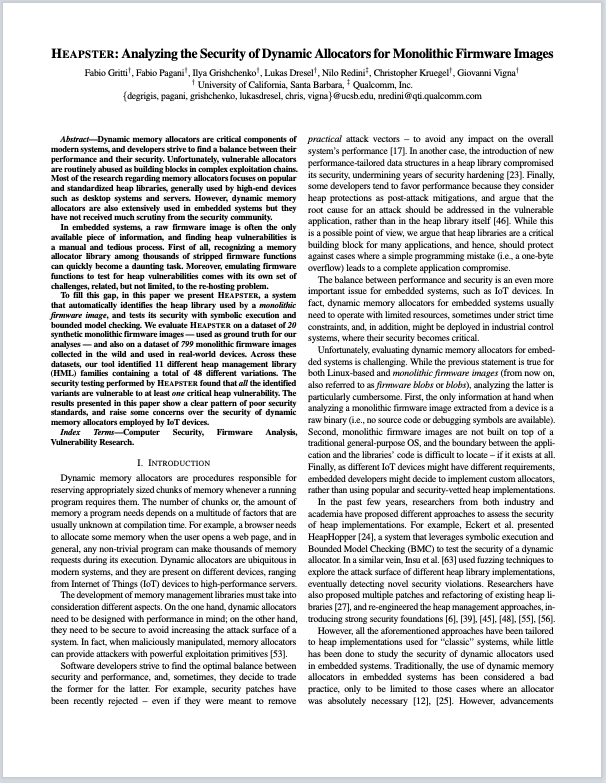 HEAPSTER: Analyzing the Security of Dynamic Allocators for Monolithic Firmware Images
Fabio Gritti†, Fabio Pagani†, Ilya Grishchenko†, Lukas Dresel†, Nilo Redini‡, Christopher Kruegel†, Giovanni Vigna†
† University of California, Santa Barbara, ‡ Qualcomm, Inc.
{degrigis, pagani, grishchenko, lukasdresel, chris, vigna}@ucsb.edu, nredini@qti.qualcomm.com
Abstract—Dynamic memory allocators are critical components of
modern systems, and developers strive to find a balance between their
performance and their security. Unfortunately, vulnerable allocators
are routinely abused as building blocks in complex exploitation chains.
Most of the research regarding memory allocators focuses on popular
and standardized heap libraries, generally used by high-end devices
such as desktop systems and servers. However, dynamic memory
allocators are also extensively used in embedded systems but they
have not received much scrutiny from the security community.
In embedded systems, a raw firmware image is often the only
available piece of information, and finding heap vulnerabilities is
a manual and tedious process. First of all, recognizing a memory
allocator library among thousands of stripped firmware functions
can quickly become a daunting task. Moreover, emulating firmware
functions to test for heap vulnerabilities comes with its own set of
challenges, related, but not limited, to the re-hosting problem.
To fill this gap, in this paper we present HEAPSTER, a system
that automatically identifies the heap library used by a monolithic
firmware image, and tests its security with symbolic execution and
bounded model checking. We evaluate HEAPSTER on a dataset of 20
synthetic monolithic firmware images — used as ground truth for our
analyses — and also on a dataset of 799 monolithic firmware images
collected in the wild and used in real-world devices. Across these
datasets, our tool identified 11 different heap management library
(HML) families containing a total of 48 different variations. The
security testing performed by HEAPSTER found that all the identified
variants are vulnerable to at least one critical heap vulnerability. The
results presented in this paper show a clear pattern of poor security
standards, and raise some concerns over the security of dynamic
memory allocators employed by IoT devices.
Index Terms—Computer Security, Firmware Analysis,
Vulnerability Research.
I. INTRODUCTION
Dynamic memory allocators are procedures responsible for
reserving appropriately sized chunks of memory whenever a running
program requires them. The number of chunks or, the amount of
memory a program needs depends on a multitude of factors that are
usually unknown at compilation time. For example, a browser needs
to allocate some memory when the user opens a web page, and in
general, any non-trivial program can make thousands of memory
requests during its execution. Dynamic allocators are ubiquitous in
modern systems, and they are present on different devices, ranging
from Internet of Things (IoT) devices to high-performance servers.
The development of memory management libraries must take into
consideration different aspects. On the one hand, dynamic allocators
need to be designed with performance in mind; on the other hand,
they need to be secure to avoid increasing the attack surface of a
system. In fact, when maliciously manipulated, memory allocators
can provide attackers with powerful exploitation primitives [53].
Software developers strive to find the optimal balance between
security and performance, and, sometimes, they decide to trade
the former for the latter. For example, security patches have
been recently rejected – even if they were meant to remove
practical attack vectors – to avoid any impact on the overall
system's performance [17]. In another case, the introduction of new
performance-tailored data structures in a heap library compromised
its security, undermining years of security hardening [23]. Finally,
some developers tend to favor performance because they consider
heap protections as post-attack mitigations, and argue that the
root cause for an attack should be addressed in the vulnerable
application, rather than in the heap library itself [46]. While this
is a possible point of view, we argue that heap libraries are a critical
building block for many applications, and hence, should protect
against cases where a simple programming mistake (i.e., a one-byte
overflow) leads to a complete application compromise.
The balance between performance and security is an even more
important issue for embedded systems, such as IoT devices. In
fact, dynamic memory allocators for embedded systems usually
need to operate with limited resources, sometimes under strict time
constraints, and, in addition, might be deployed in industrial control
systems, where their security becomes critical.
Unfortunately, evaluating dynamic memory allocators for embed-
ded systems is challenging. While the previous statement is true for
both Linux-based and monolithic firmware images (from now on,
also referred to as firmware blobs or blobs), analyzing the latter is
particularly cumbersome. First, the only information at hand when
analyzing a monolithic firmware image extracted from a device is a
raw binary (i.e., no source code or debugging symbols are available).
Second, monolithic firmware images are not built on top of a
traditional general-purpose OS, and the boundary between the appli-
cation and the libraries' code is difficult to locate – if it exists at all.
Finally, as different IoT devices might have different requirements,
embedded developers might decide to implement custom allocators,
rather than using popular and security-vetted heap implementations.
In the past few years, researchers from both industry and
academia have proposed different approaches to assess the security
of heap implementations. For example, Eckert et al. presented
HeapHopper [24], a system that leverages symbolic execution and
Bounded Model Checking (BMC) to test the security of a dynamic
allocator. In a similar vein, Insu et al. [63] used fuzzing techniques to
explore the attack surface of different heap library implementations,
eventually detecting novel security violations. Researchers have
also proposed multiple patches and refactoring of existing heap li-
braries [27], and re-engineered the heap management approaches, in-
troducing strong security foundations [6], [39], [45], [48], [55], [56].
However, all the aforementioned approaches have been tailored
to heap implementations used for "classic" systems, while little
has been done to study the security of dynamic allocators used
in embedded systems. Traditionally, the use of dynamic memory
allocators in embedded systems has been considered a bad
practice, only to be limited to those cases where an allocator
was absolutely necessary [12], [25]. However, advancements